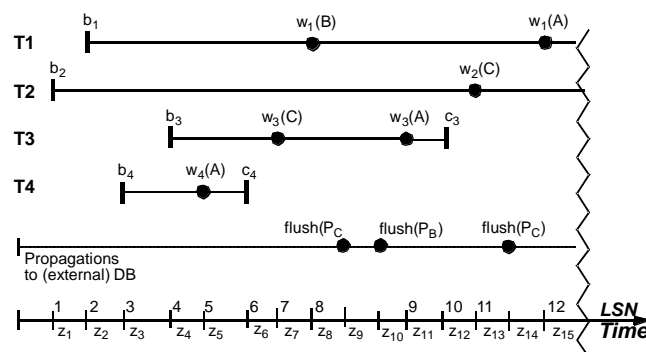 b1 w1(B) w1(A)
T1
b2 w2(C)
T2
b3 w3(C) w3(A) c3
T3
b4 w4(A) c4
T4
flush(PC flush(PB) flush(PC)
Propagations
to (external) DB
1 2 3 4 5 6 7 8 9 10 11 12 LSN
z1 z2 z3 z4 z5 z6 z7 z8 z9 z10 z11 z12 z13 z14 z15 Time